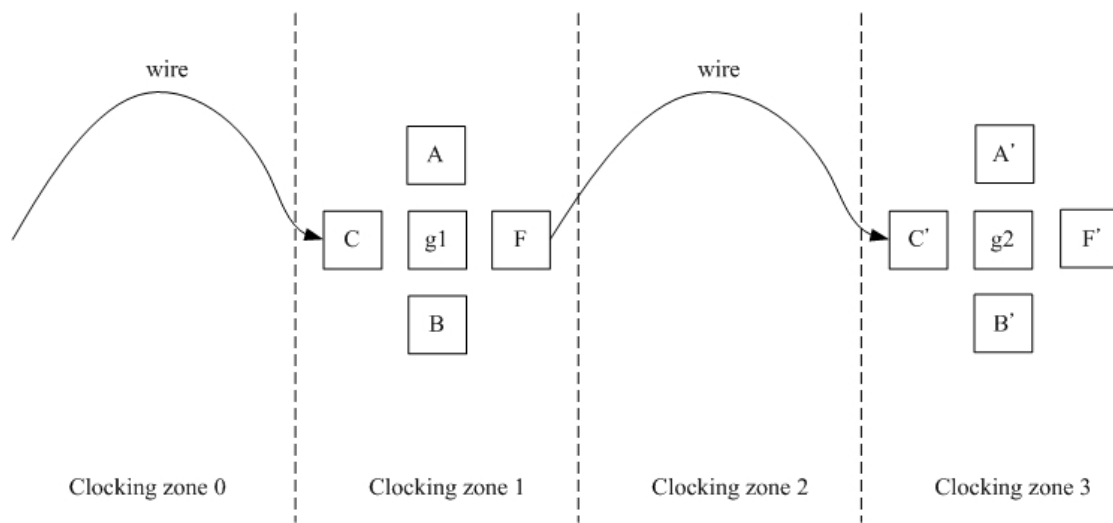 wire
wire
A
A’
C
g1
F
C’
g2
F’
B
B’
Clocking zone 0
Clocking zone 1
Clocking zone 2
Clocking zone 3